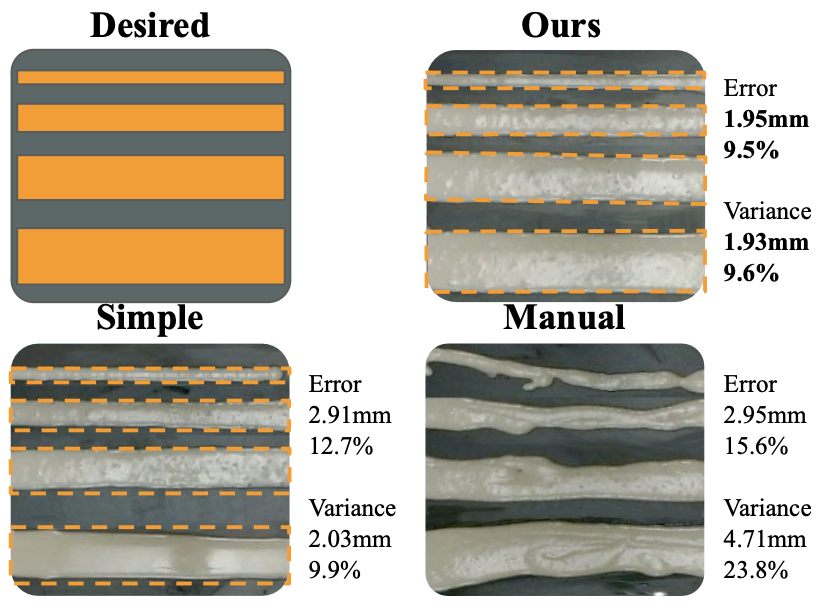 Desired
Ours
Error
1.95mm
9.5%
Variance
1.93mm
9.6%
Simple
Manual
Error
2.91mm
12.7%
Variance
2.03mm
9.9%
Error
2.95mm
15.6%
Variance
4.71mm
23.8%